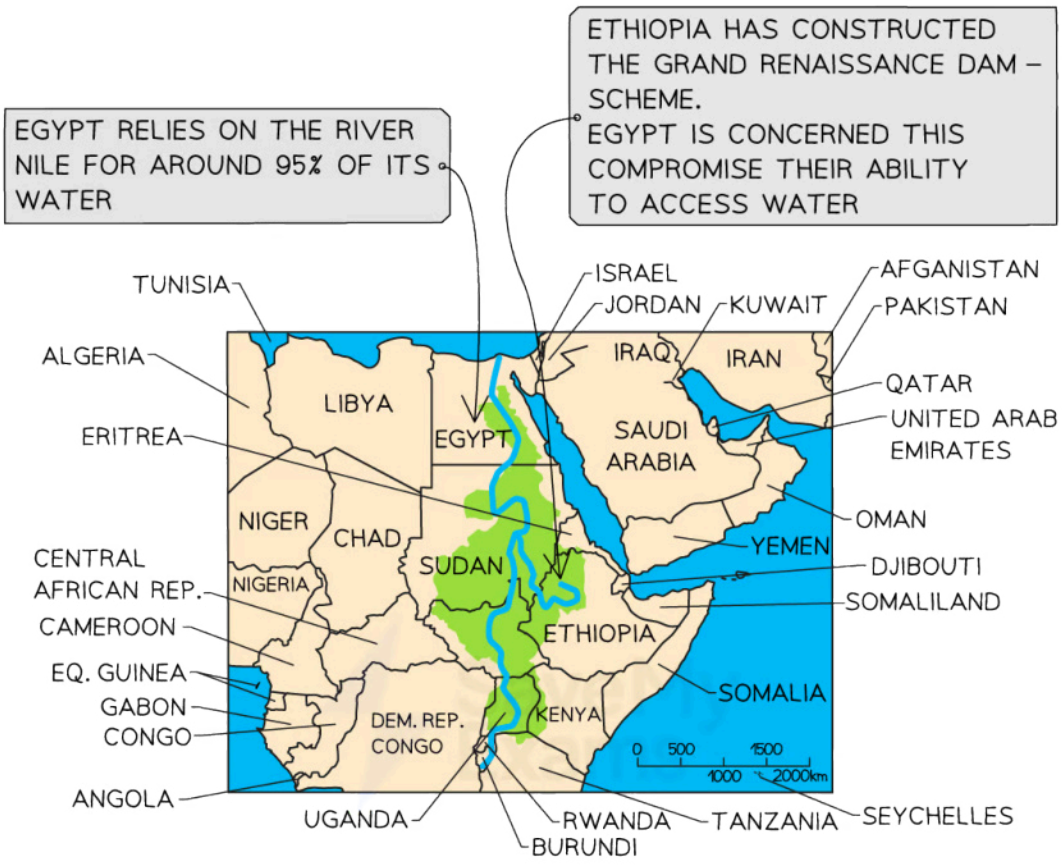 ETHIOPIA HAS CONSTRUCTED
THE GRAND RENAISSANCE DAM –
SCHEME.
EGYPT IS CONCERNED THIS
COMPROMISE THEIR ABILITY
TO ACCESS WATER
EGYPT RELIES ON THE RIVER
NILE FOR AROUND 95% OF ITS
WATER
TUNISIA
ALGERIA
ERITREA
CENTRAL
AFRICAN REP.
CAMEROON
EQ. GUINEA
GABON
CONGO
ANGOLA
UGANDA
RWANDA
BURUNDI
TANZANIA
SEYCHELLES
ISRAEL
JORDAN
KUWAIT
AFGANISTAN
PAKISTAN
QATAR
UNITED ARAB
EMIRATES
OMAN
YEMEN
DJIBOUTI
SOMALILAND
SOMALIA
LIBYA
EGYPT
IRAQ
IRAN
SAUDI
ARABIA
NIGER
CHAD
SUDAN
NIGERIA
ETHIOPIA
DEM. REP.
CONGO
KENYA
Save My
Exams
0 500 1500
1000 2000km